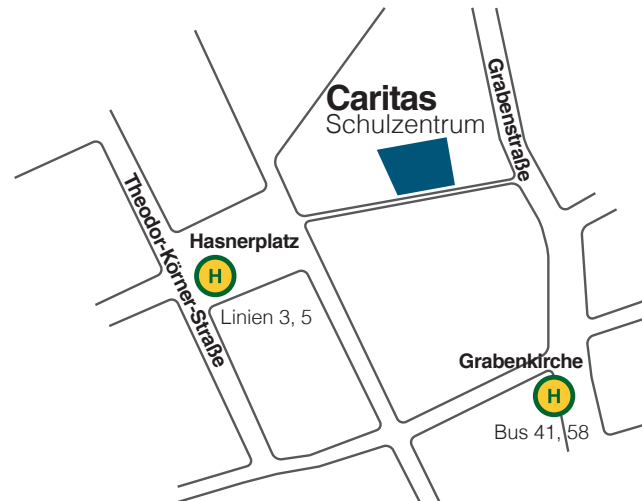 Caritas
Schulzentrum
Grabenstraße
Theodor-Körner-Straße
Hasnerplatz
H
Linien 3, 5
Grabenkirche
H
Bus 41, 58